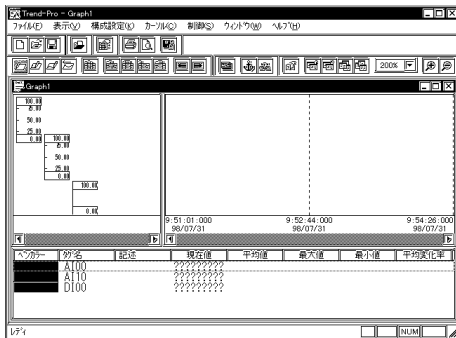 Trend-Pro - Graph1
ファイル(F) 表示(V) 構成設定(E) カーソル(C) 制御(S) ウィンドウ(W) ヘルプ(H)
200%
Graph1
100.00
75.00
50.00
25.00
0.00
100.00
75.00
50.00
25.00
0.00
100.00
0.00
9:51:01:000 9:52:44:000 9:54:26:000
98/07/31 98/07/31 98/07/31
ペンカラー タグ名 記述 現在値 平均値 最大値 最小値 平均変化率
AI00 ?????????
AI10 ?????????
DI00 ?????????
レディ NUM